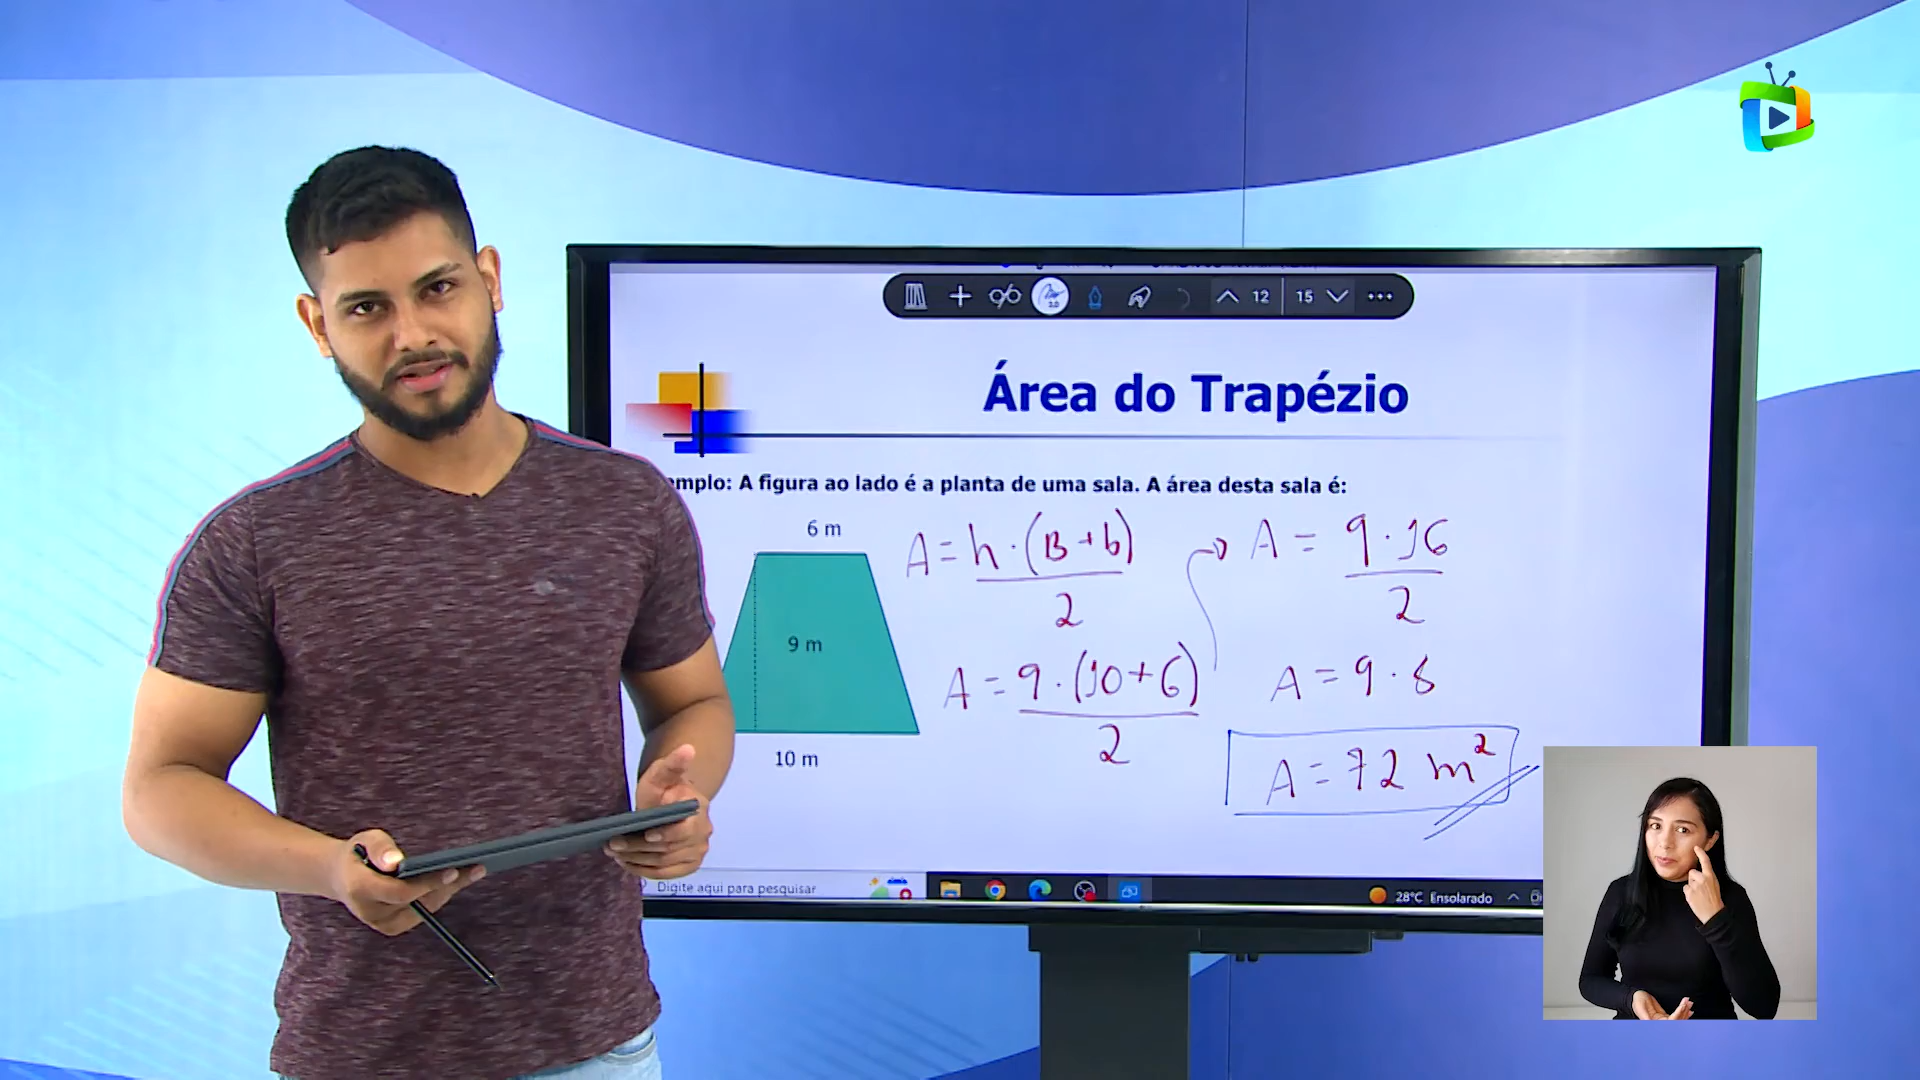 12 15
Área do Trapézio
emplo: A figura ao lado é a planta de uma sala. A área desta sala é:
6 m
9 m
10 m
A = h · (B + b)
2
A = 9 · (10 + 6)
2
A = 9 · 16
2
A = 9 · 8
A = 72 m²
Digite aqui para pesquisar
28°C Ensolarado